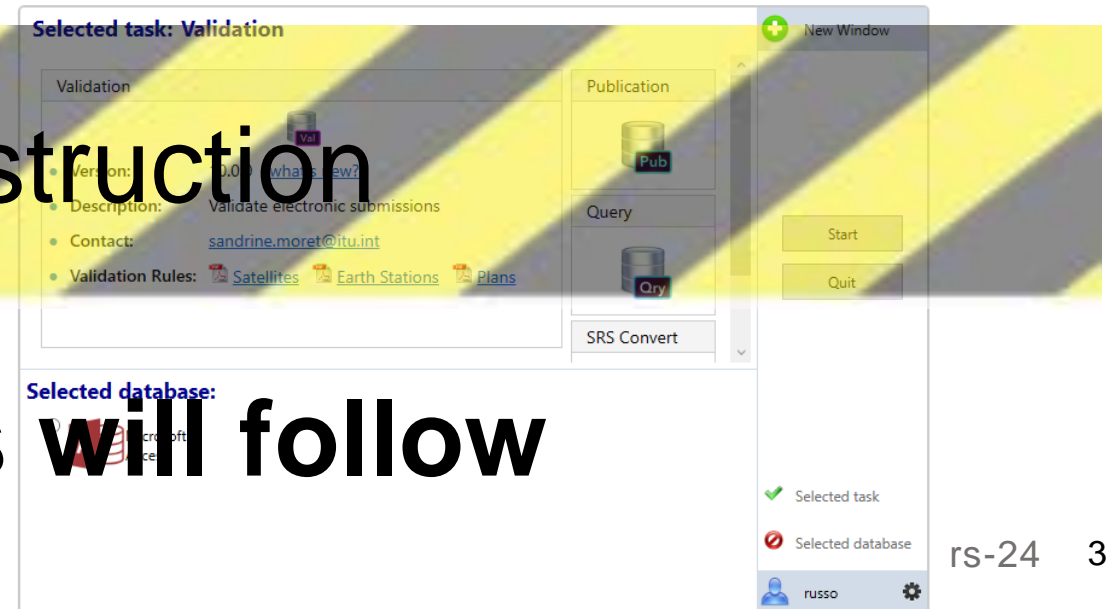 Selected task: Validation
New Window
Validation
Publication
Val
Pub
struction
Version:
what's new?
Description: Validate electronic submissions
Query
Contact: sandrine.moret@itu.int
Start
Validation Rules: Satellites Earth Stations Plans
Qry
Quit
SRS Convert
Selected database:
s will follow
Selected task
Selected database
rs-24 3
russo